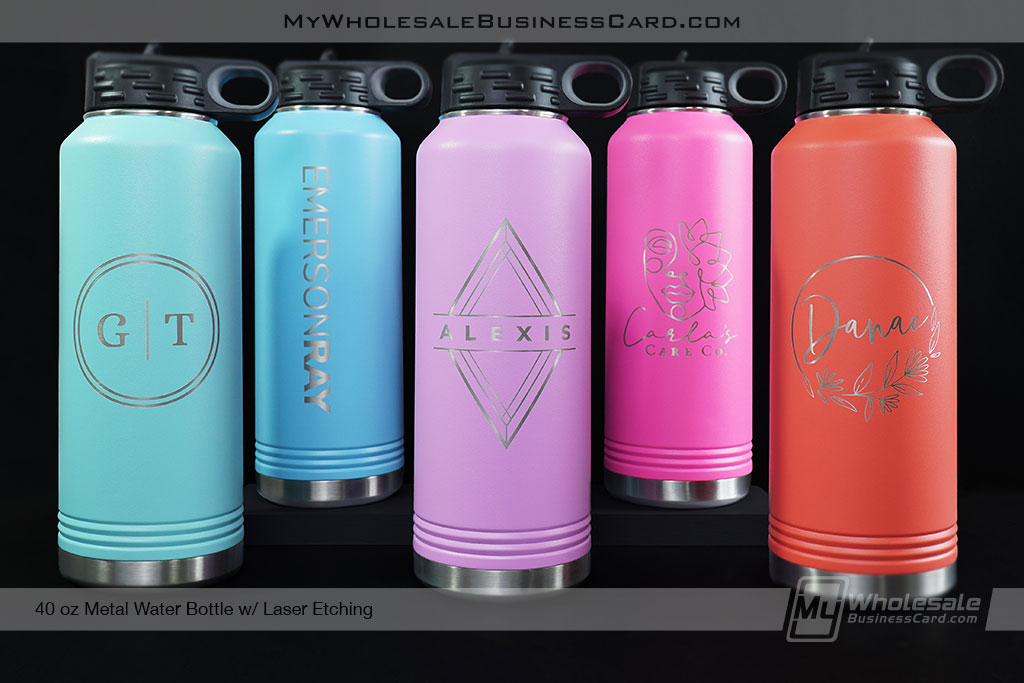 MyWholesaleBusinessCard.com
G | T
EMERSONRAY
ALEXIS
Carla's
CARE CO.
Danae
40 oz Metal Water Bottle w/ Laser Etching
My Wholesale
BusinessCard.com